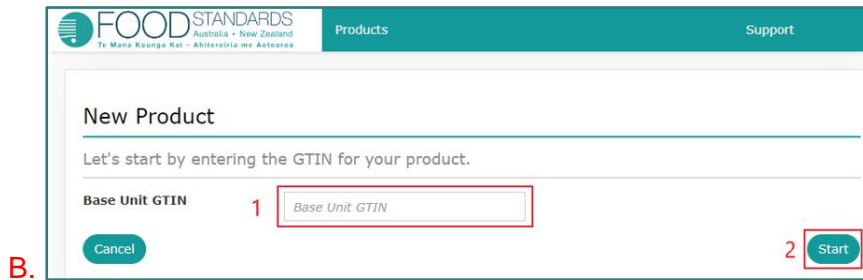 FOOD STANDARDS
Australia • New Zealand
Te Mana Kounga Kai – Ahitereiria me Aotearoa
Products
Support
New Product
Let's start by entering the GTIN for your product.
Base Unit GTIN
1
Base Unit GTIN
Cancel
2
Start
B.